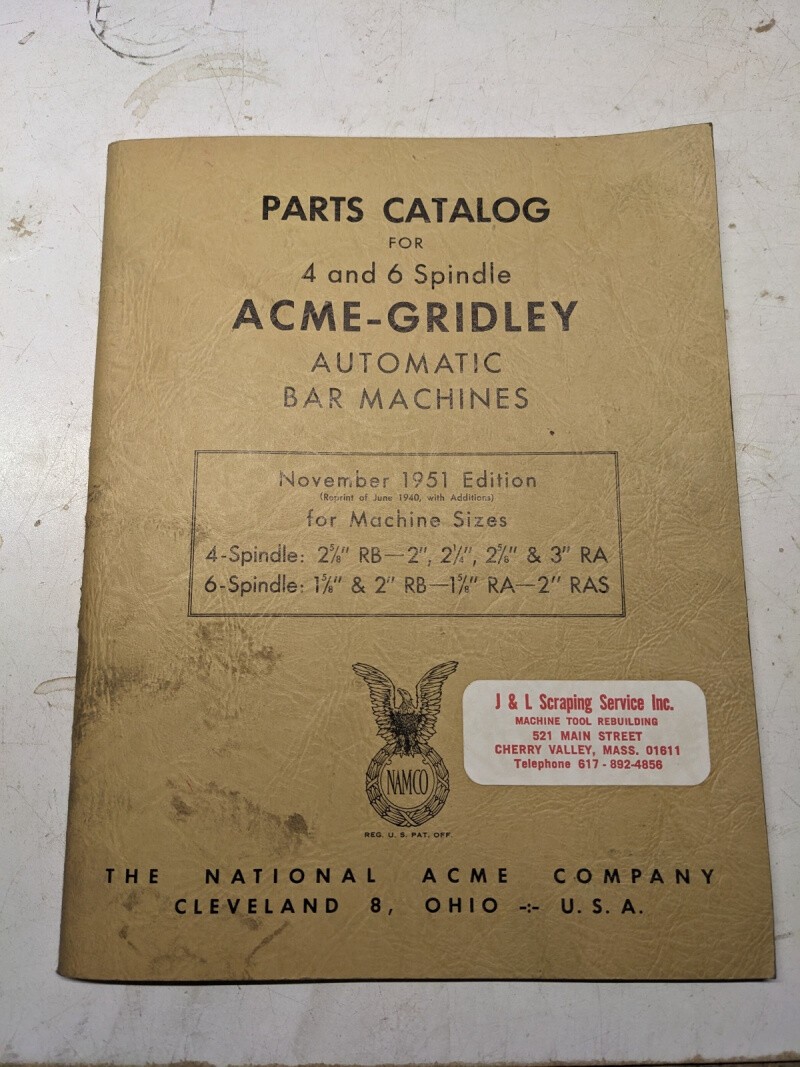 PARTS CATALOG
FOR
4 and 6 Spindle
ACME-GRIDLEY
AUTOMATIC
BAR MACHINES
November 1951 Edition
(Reprint of June 1940, with Additions)
for Machine Sizes
4-Spindle: 2⅝" RB—2", 2¼", 2⅝" & 3" RA
6-Spindle: 1⅝" & 2" RB—1⅝" RA—2" RAS
NAMCO
REG. U. S. PAT. OFF.
J & L Scraping Service Inc.
MACHINE TOOL REBUILDING
521 MAIN STREET
CHERRY VALLEY, MASS. 01611
Telephone 617 - 892-4856
THE NATIONAL ACME COMPANY
CLEVELAND 8, OHIO -:- U. S. A.